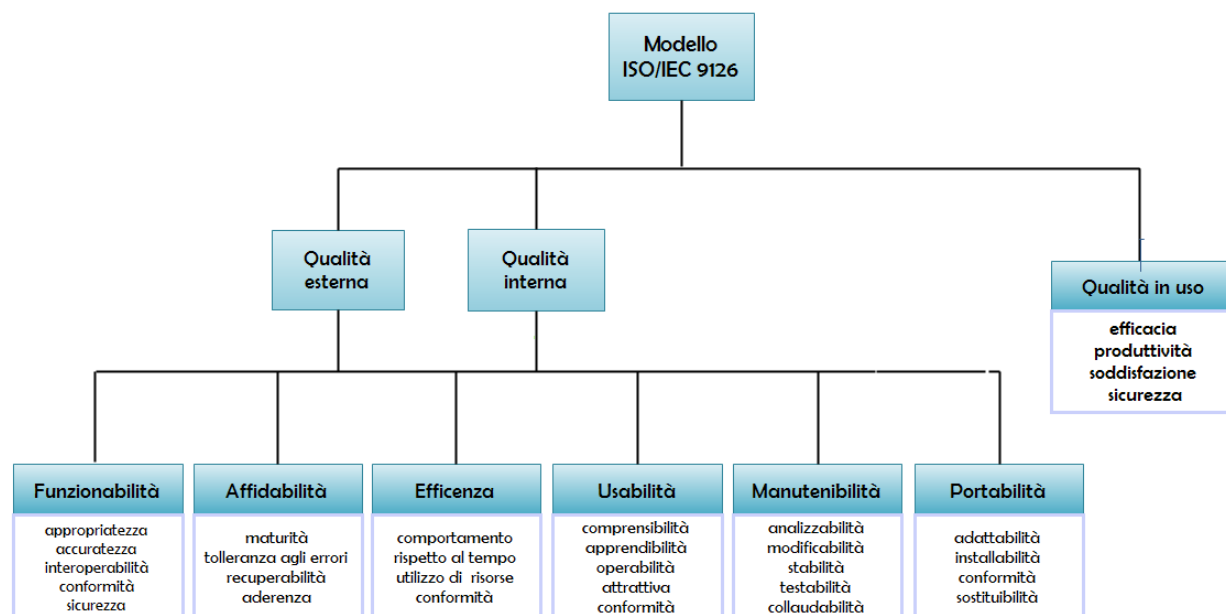 Modello
ISO/IEC 9126
Qualità
esterna
Qualità
interna
Qualità in uso
efficacia
produttività
soddisfazione
sicurezza
Funzionabilità
appropriatezza
accuratezza
interoperabilità
conformità
sicurezza
Affidabilità
maturità
tolleranza agli errori
recuperabilità
aderenza
Efficenza
comportamento
rispetto al tempo
utilizzo di risorse
conformità
Usabilità
comprensibilità
apprendibilità
operabilità
attrattiva
conformità
Manutenibilità
analizzabilità
modificabilità
stabilità
testabilità
collaudabilità
Portabilità
adattabilità
installabilità
conformità
sostituibilità